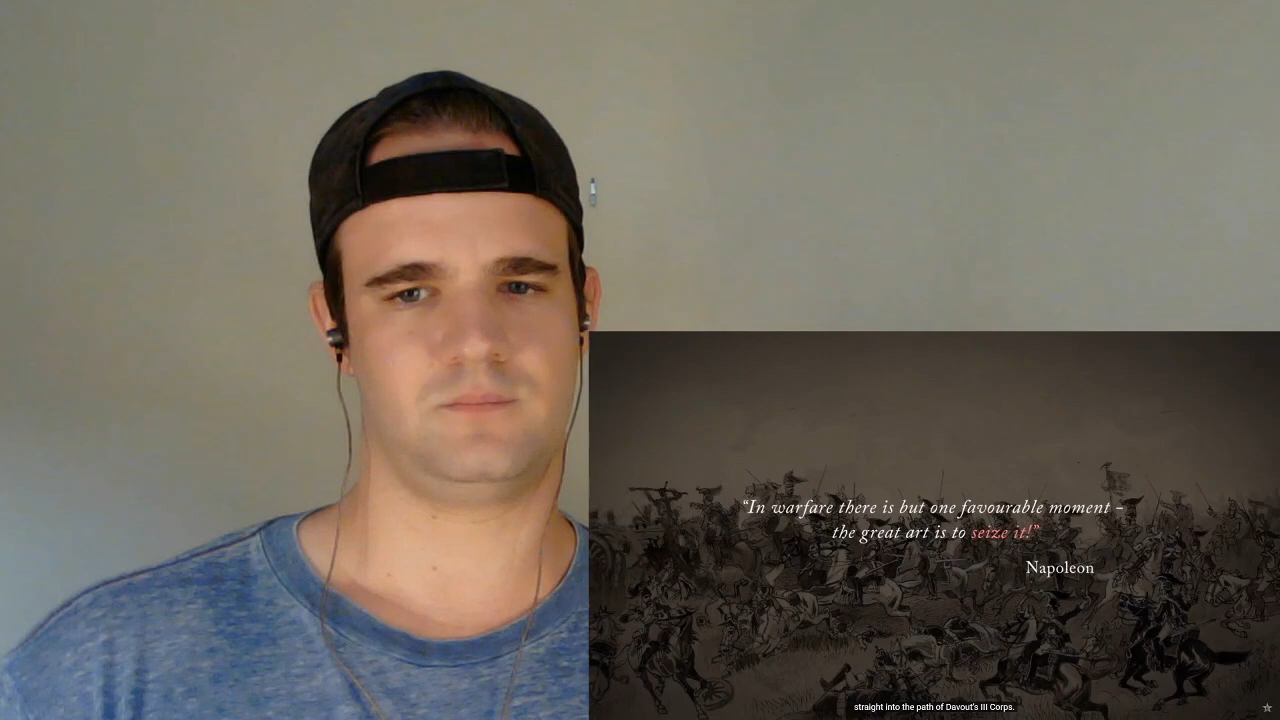 “In warfare there is but one favourable moment –
the great art is to seize it!”
Napoleon
straight into the path of Davout's III Corps.